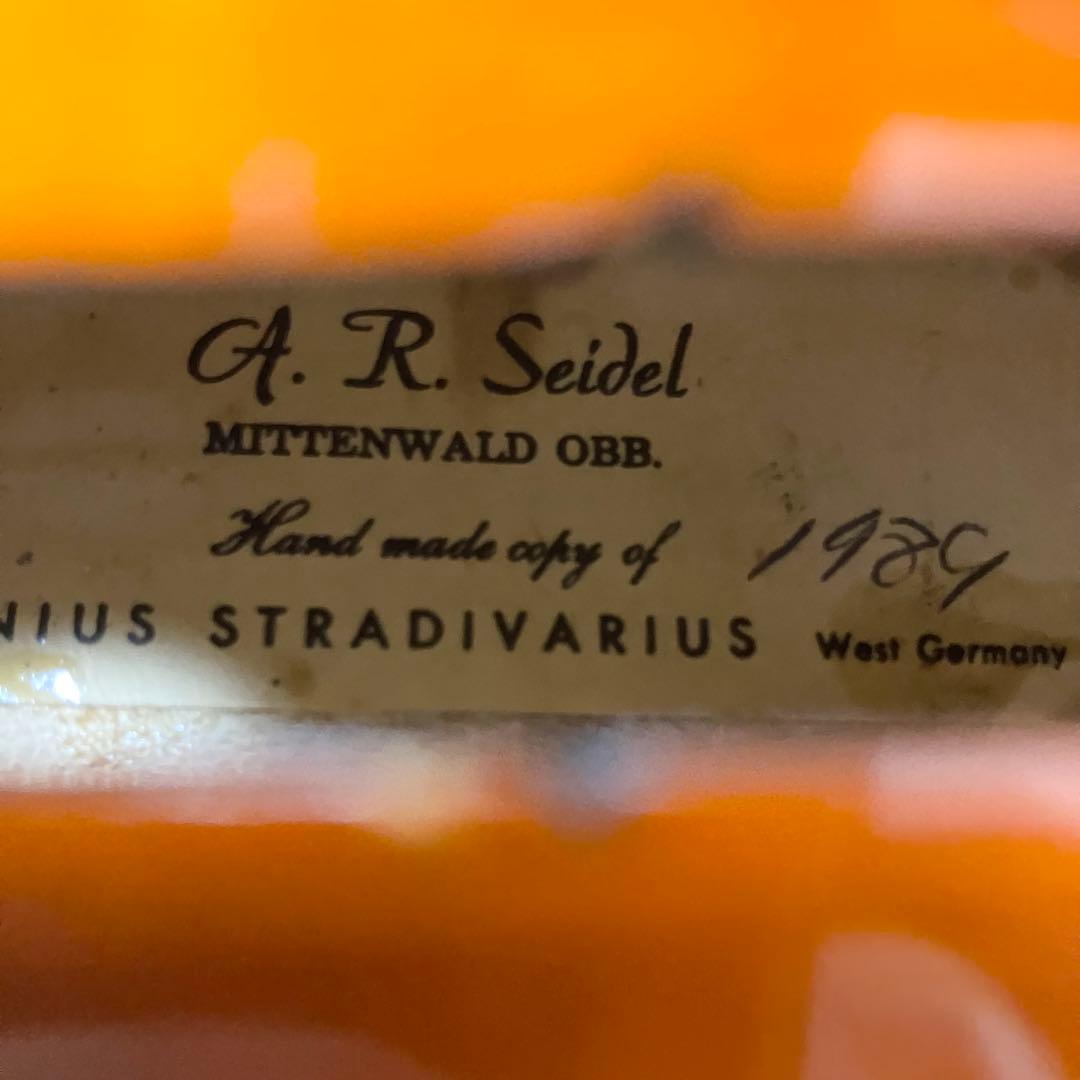 A. R. Seidel
MITTENWALD OBB.
Hand made copy of 1989
NIUS STRADIVARIUS West Germany